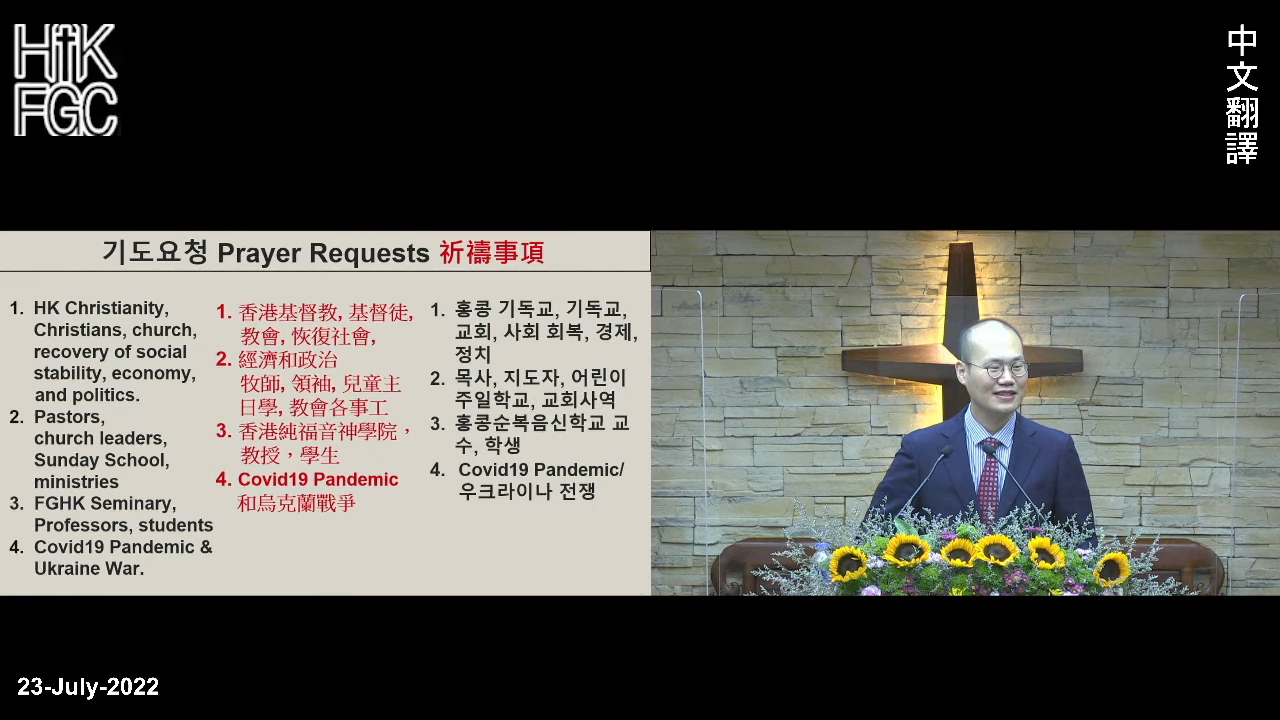 HK
FGC
中文翻譯
기도요청 Prayer Requests 祈禱事項
1. HK Christianity,
Christians, church,
recovery of social
stability, economy,
and politics.
2. Pastors,
church leaders,
Sunday School,
ministries
3. FGHK Seminary,
Professors, students
4. Covid19 Pandemic &
Ukraine War.
1. 香港基督教, 基督徒,
教會, 恢復社會,
2. 經濟和政治
牧師, 領袖, 兒童主
日學, 教會各事工
3. 香港純福音神學院，
教授，學生
4. Covid19 Pandemic
和烏克蘭戰爭
1. 홍콩 기독교, 기독교,
교회, 사회 회복, 경제,
정치
2. 목사, 지도자, 어린이
주일학교, 교회사역
3. 홍콩순복음신학교 교
수, 학생
4. Covid19 Pandemic/
우크라이나 전쟁
23-July-2022